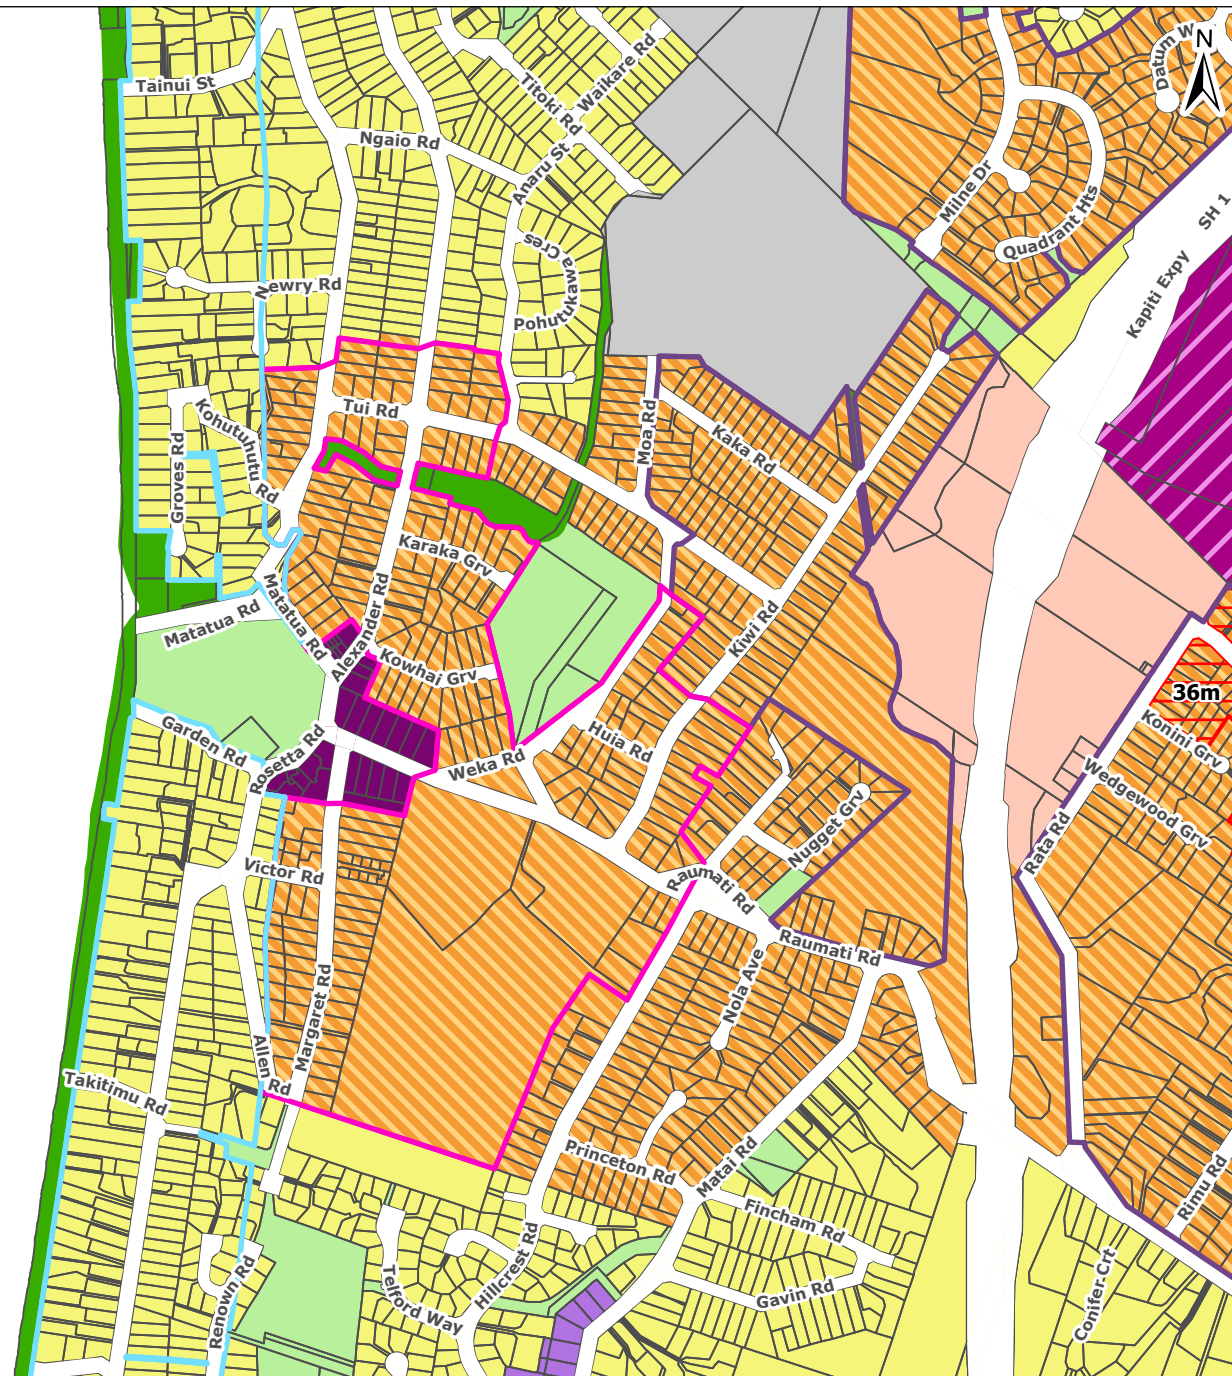 Tainui St
Ngaio Rd
Titoki Rd
Waikare Rd
Anaru St
Datum W
N
SH 1
Milne Dr
Quadrant Hts
Kapiti Expy
Pohutukawa Cres
Newry Rd
Tui Rd
Kohutuhutu Rd
Groves Rd
Moa Rd
Kaka Rd
Karaka Grv
Matatua Rd
Matatua Rd
Alexander Rd
Kowhai Grv
Kiwi Rd
36m
Konini Grv
Wedgewood Grv
Rata Rd
Garden Rd
Rosetta Rd
Weka Rd
Huia Rd
Nugget Grv
Victor Rd
Raumati Rd
Raumati Rd
Nola Ave
Margaret Rd
Allen Rd
Takitimu Rd
Princeton Rd
Matai Rd
Fincham Rd
Rimu Rd
Hillcrest Rd
Telford Way
Renown Rd
Gavin Rd
Conifer Crt